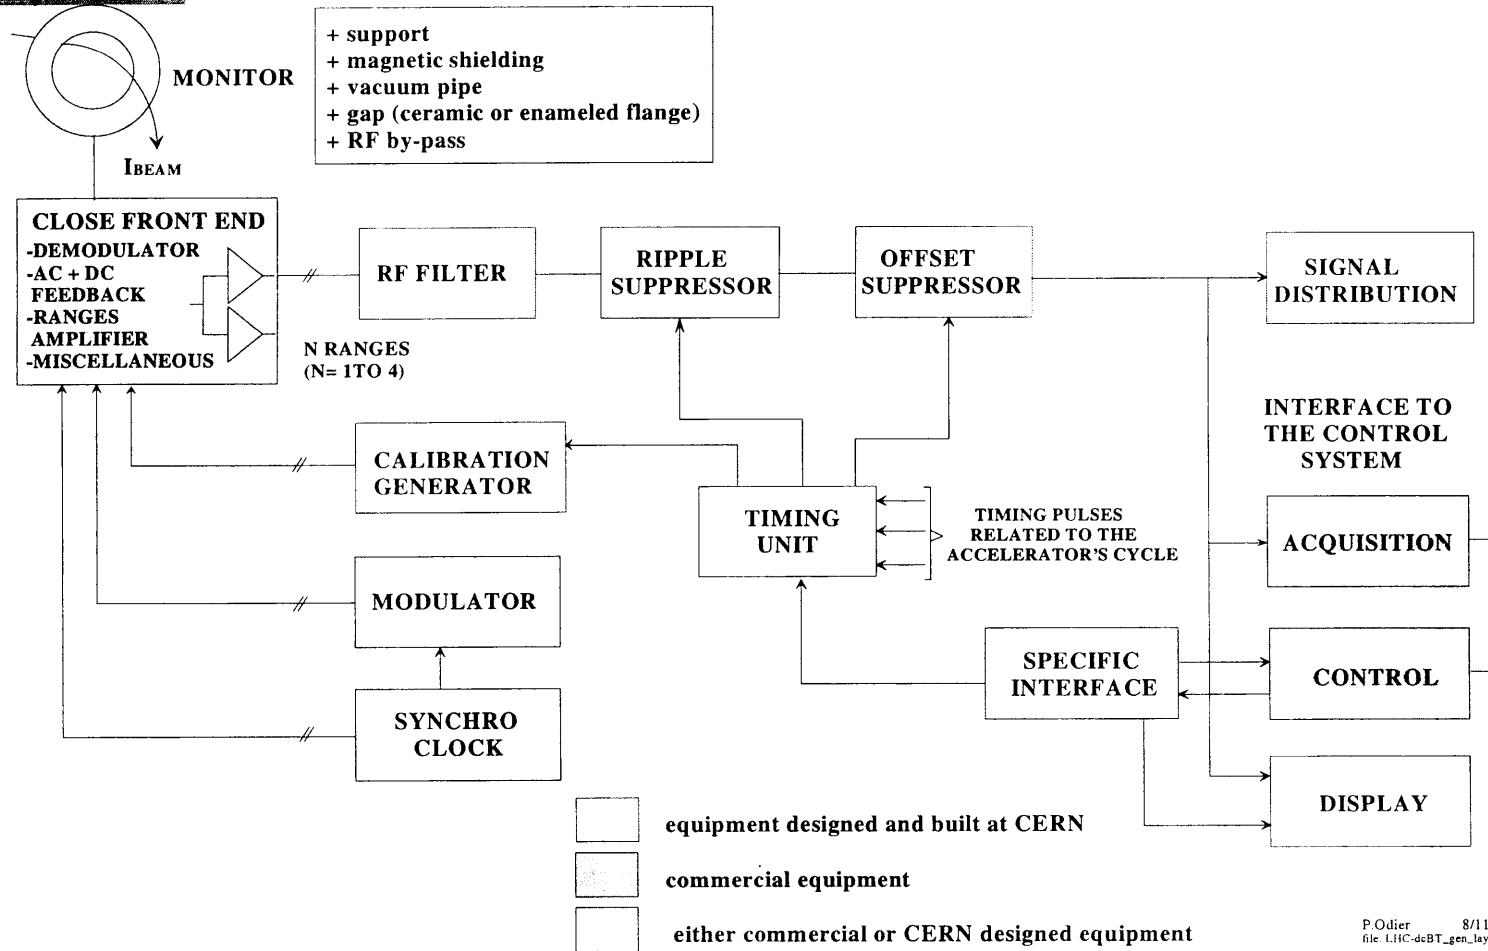 MONITOR
+ support
+ magnetic shielding
+ vacuum pipe
+ gap (ceramic or enameled flange)
+ RF by-pass
IBEAM
CLOSE FRONT END
-DEMODULATOR
-AC + DC
FEEDBACK
-RANGES
AMPLIFIER
-MISCELLANEOUS
N RANGES
(N= 1TO 4)
RF FILTER
RIPPLE
SUPPRESSOR
OFFSET
SUPPRESSOR
SIGNAL
DISTRIBUTION
INTERFACE TO
THE CONTROL
SYSTEM
CALIBRATION
GENERATOR
TIMING
UNIT
TIMING PULSES
RELATED TO THE
ACCELERATOR'S CYCLE
ACQUISITION
MODULATOR
SPECIFIC
INTERFACE
CONTROL
SYNCHRO
CLOCK
DISPLAY
equipment designed and built at CERN
commercial equipment
either commercial or CERN designed equipment
P.Odier 8/11
file: LHC-dcBT_gen_lay